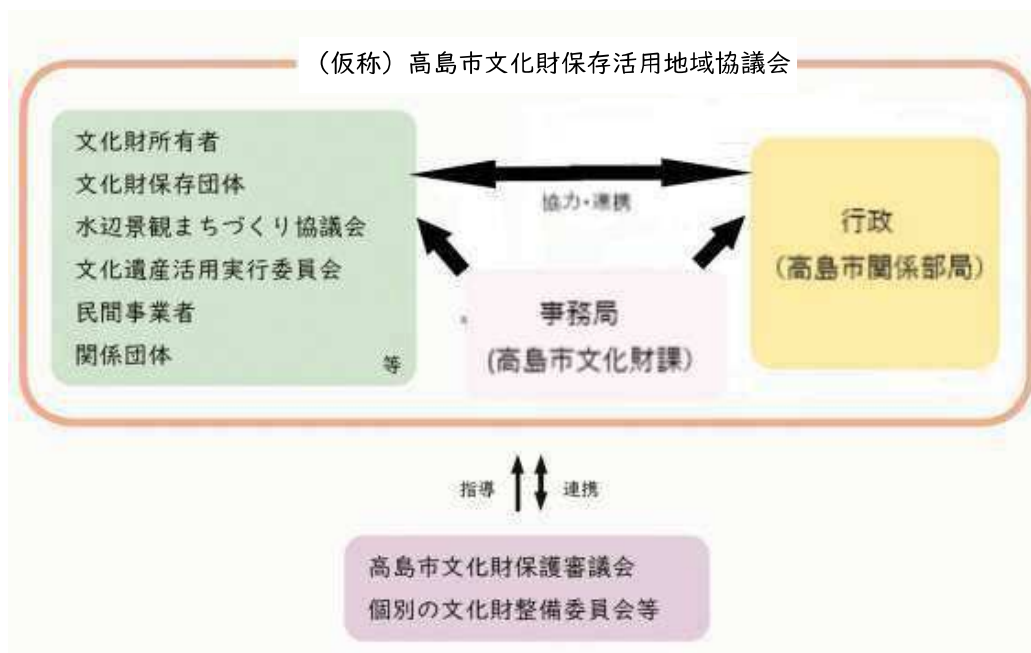 （仮称）高島市文化財保存活用地域協議会
文化財所有者
文化財保存団体
水辺景観まちづくり協議会
文化遺産活用実行委員会
民間事業者
関係団体
等
協力・連携
行政
（高島市関係部局）
事務局
(高島市文化財課）
指導
連携
高島市文化財保護審議会
個別の文化財整備委員会等